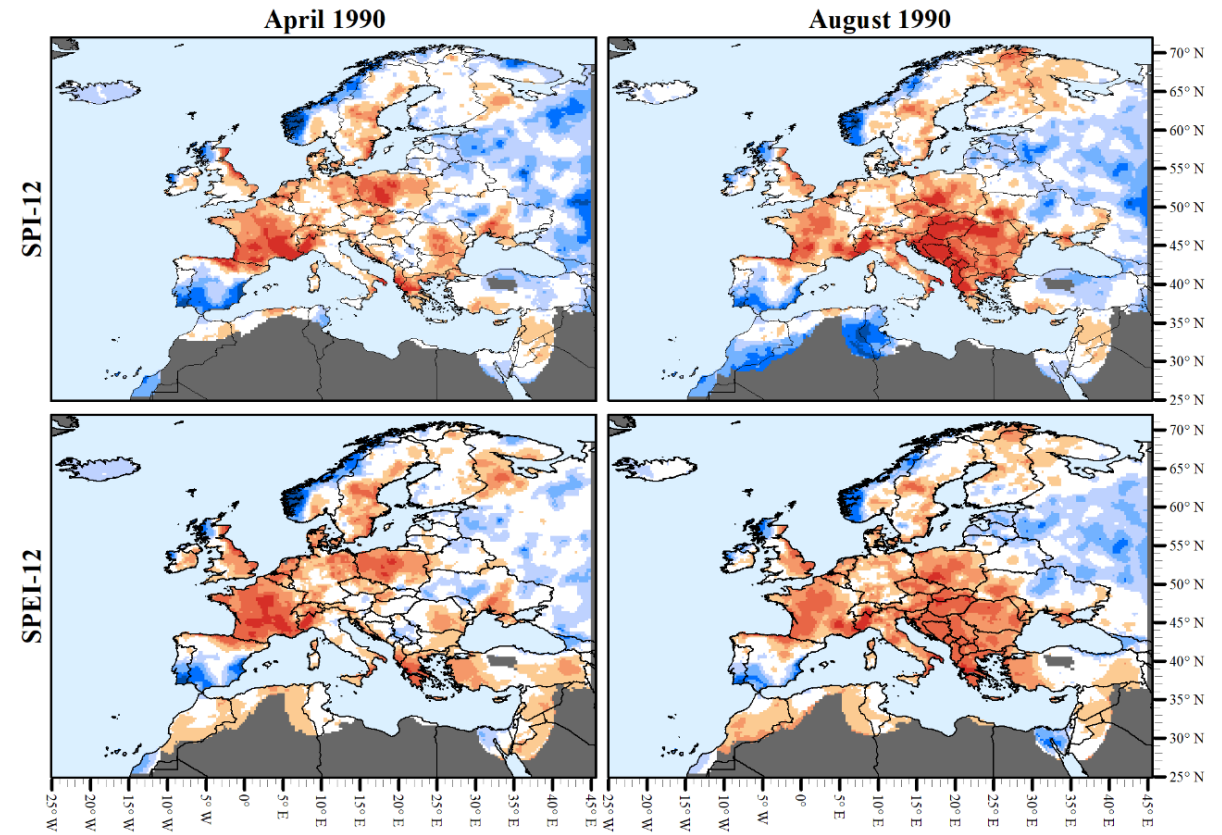 April 1990
August 1990
SPI-12
70° N
65° N
60° N
55° N
50° N
45° N
40° N
35° N
30° N
25° N
SPEI-12
70° N
65° N
60° N
55° N
50° N
45° N
40° N
35° N
30° N
25° N
25° W
20° W
15° W
10° W
5° W
0°
5° E
10° E
15° E
20° E
25° E
30° E
35° E
40° E
45° E
25° W
20° W
15° W
10° W
5° W
0°
5° E
10° E
15° E
20° E
25° E
30° E
35° E
40° E
45° E